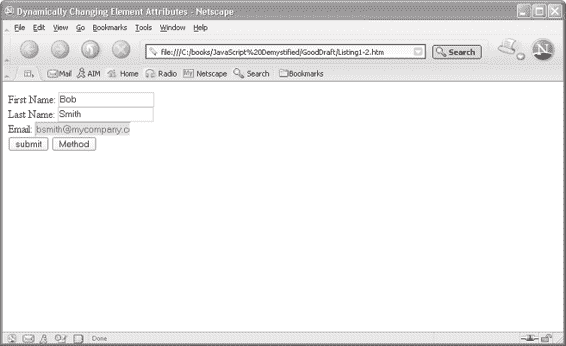 Dynamically Changing Element Attributes - Netscape
File Edit View Go Bookmarks Tools Window Help
file:///C:/books/JavaScript%20Demystified/GoodDraft/Listing1-2.htm Search N
Mail AIM Home Radio My Netscape Search Bookmarks
First Name: Bob
Last Name: Smith
Email: bsmith@mycompany.c
submit Method
Done